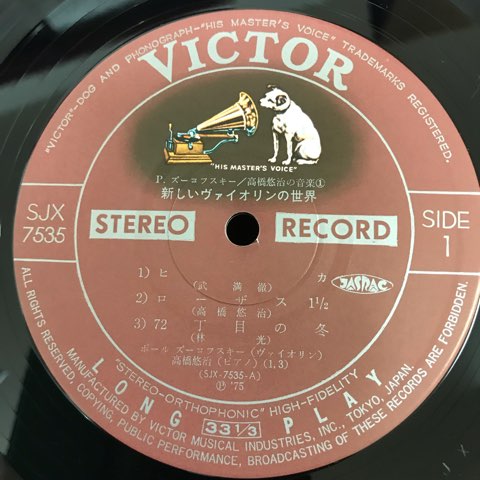 "VICTOR—DOG AND PHONOGRAPH—"HIS MASTER'S VOICE" TRADEMARKS REGISTERED.
VICTOR
"HIS MASTER'S VOICE"
P. ズーコフスキー/高橋悠治の音楽①
新しいヴァイオリンの世界
SJX
7535
STEREO
RECORD
SIDE
1
1) ヒカ
(武満徹)
JASRAC
2) ローザス 1½
(高橋悠治)
3) 72丁目の冬
(林光)
ポール ズーコフスキー (ヴァイオリン)
高橋悠治 (ピアノ) (1,3)
(SJX-7535-A)
Ⓟ '75
"STEREO-ORTHOPHONIC" HIGH-FIDELITY
LONG 33 1/3 PLAY
ALL RIGHTS RESERVED. COPYING, PUBLIC PERFORMANCE, BROADCASTING OF THESE RECORDS ARE FORBIDDEN.
MANUFACTURED BY VICTOR MUSICAL INDUSTRIES, INC., TOKYO, JAPAN.